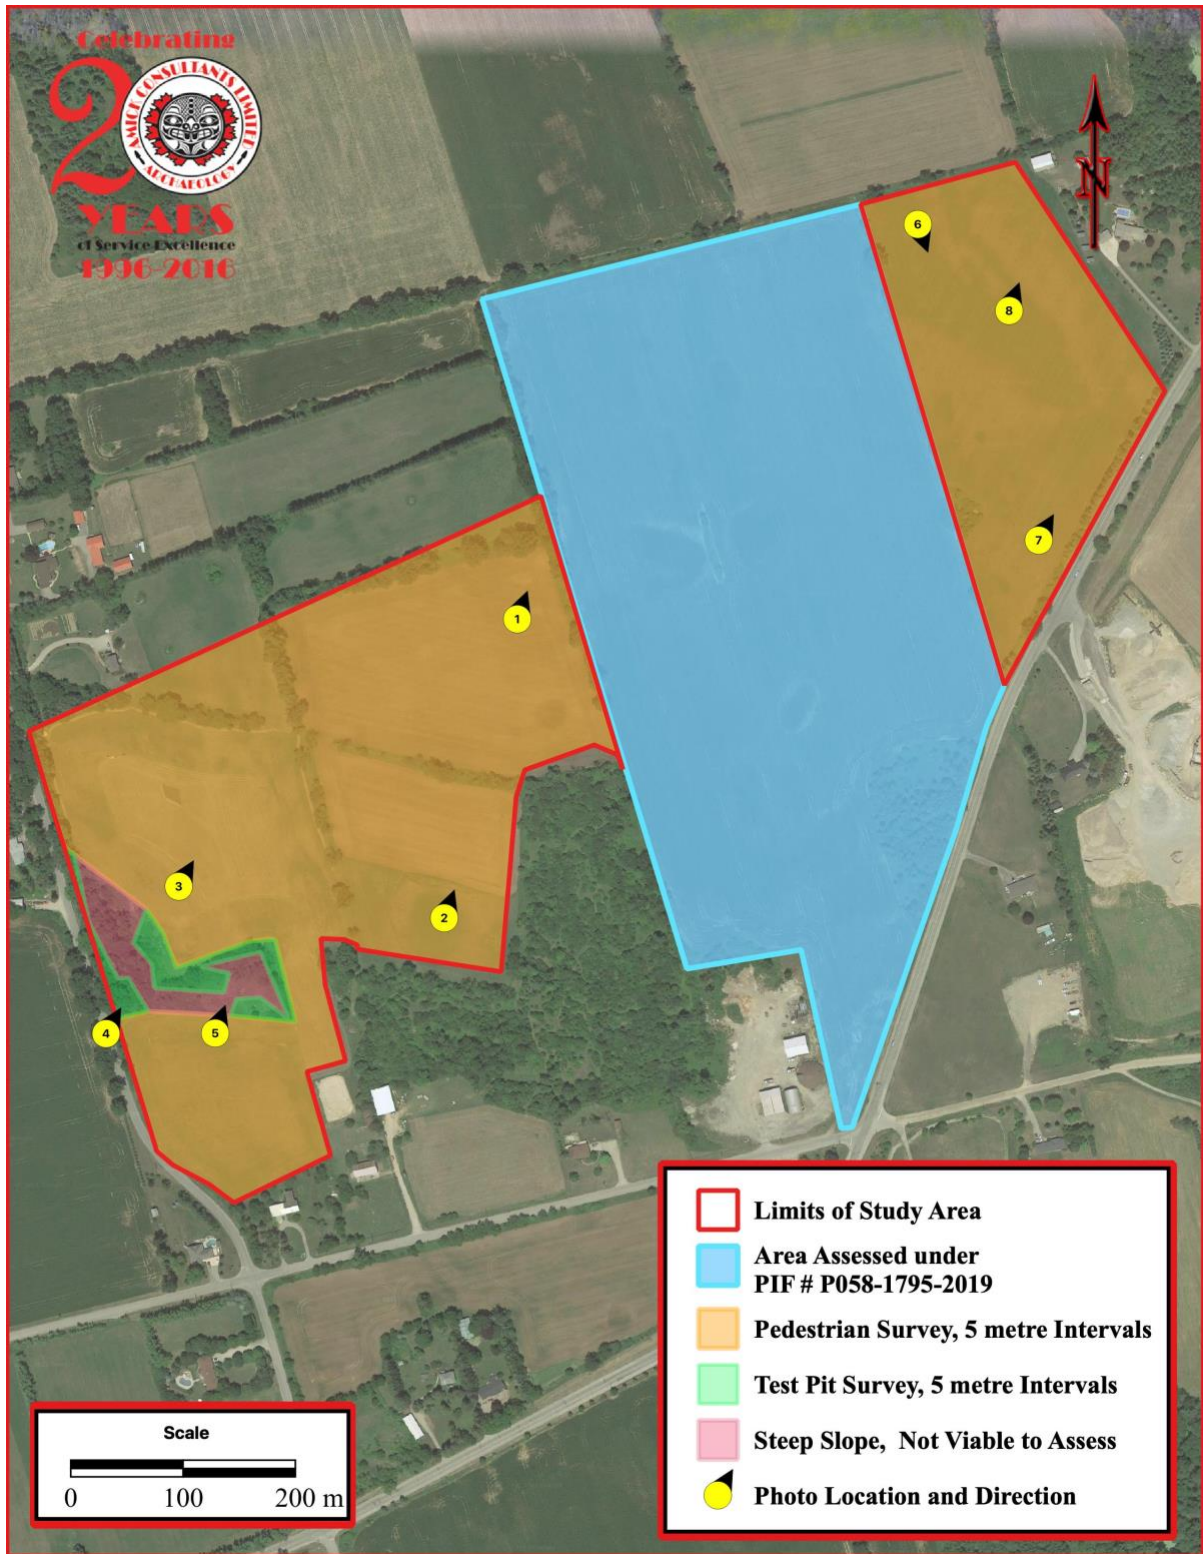 Celebrating
20
AMICK CONSULTANTS LIMITED
ARCHAEOLOGY
YEARS
of Service Excellence
1996-2016
N
6
8
7
1
3
2
4
5
Limits of Study Area
Area Assessed under
PIF # P058-1795-2019
Pedestrian Survey, 5 metre Intervals
Test Pit Survey, 5 metre Intervals
Steep Slope, Not Viable to Assess
Photo Location and Direction
Scale
0 100 200 m